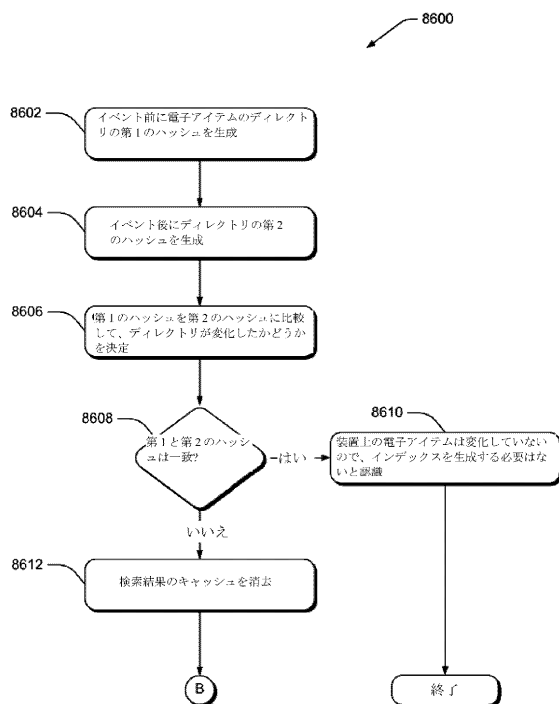 8600
8602
イベント前に電子アイテムのディレクト
リの第1のハッシュを生成
8604
イベント後にディレクトリの第2
のハッシュを生成
8606
第1のハッシュを第2のハッシュに比較
して、ディレクトリが変化したかどうか
を決定
8608
第1と第2のハッシ
ュは一致?
はい
8610
装置上の電子アイテムは変化していない
ので、インデックスを生成する必要はな
いと認識
いいえ
8612
検索結果のキャッシュを消去
B
終了